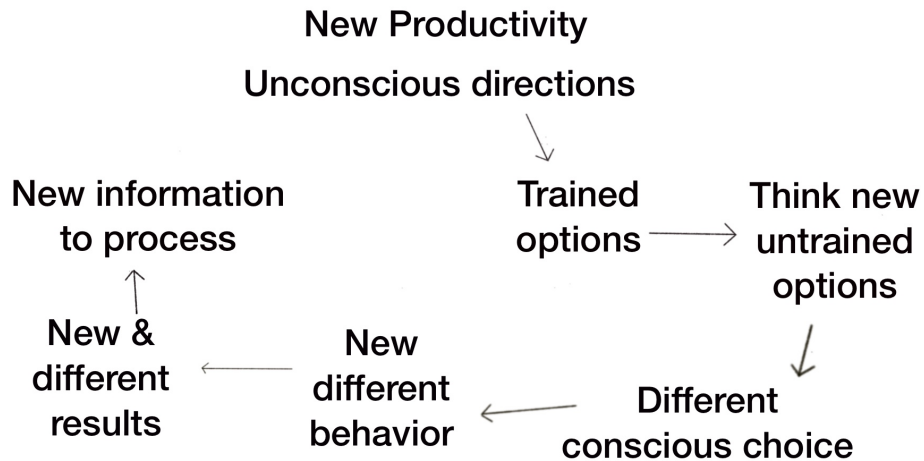 New Productivity
Unconscious directions
Trained
options
Think new
untrained
options
Different
conscious choice
New
different
behavior
New &
different
results
New information
to process